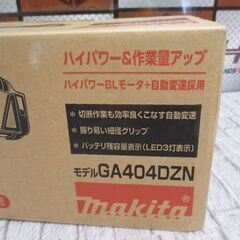 ハイパワー&作業量アップ
ハイパワーBLモータ+自動変速採用
＊切断作業も効率良くこなす自動変速
＊握り易い細径グリップ
＊バッテリ残容量表示(LED3灯表示)
モデルGA404DZN
makita